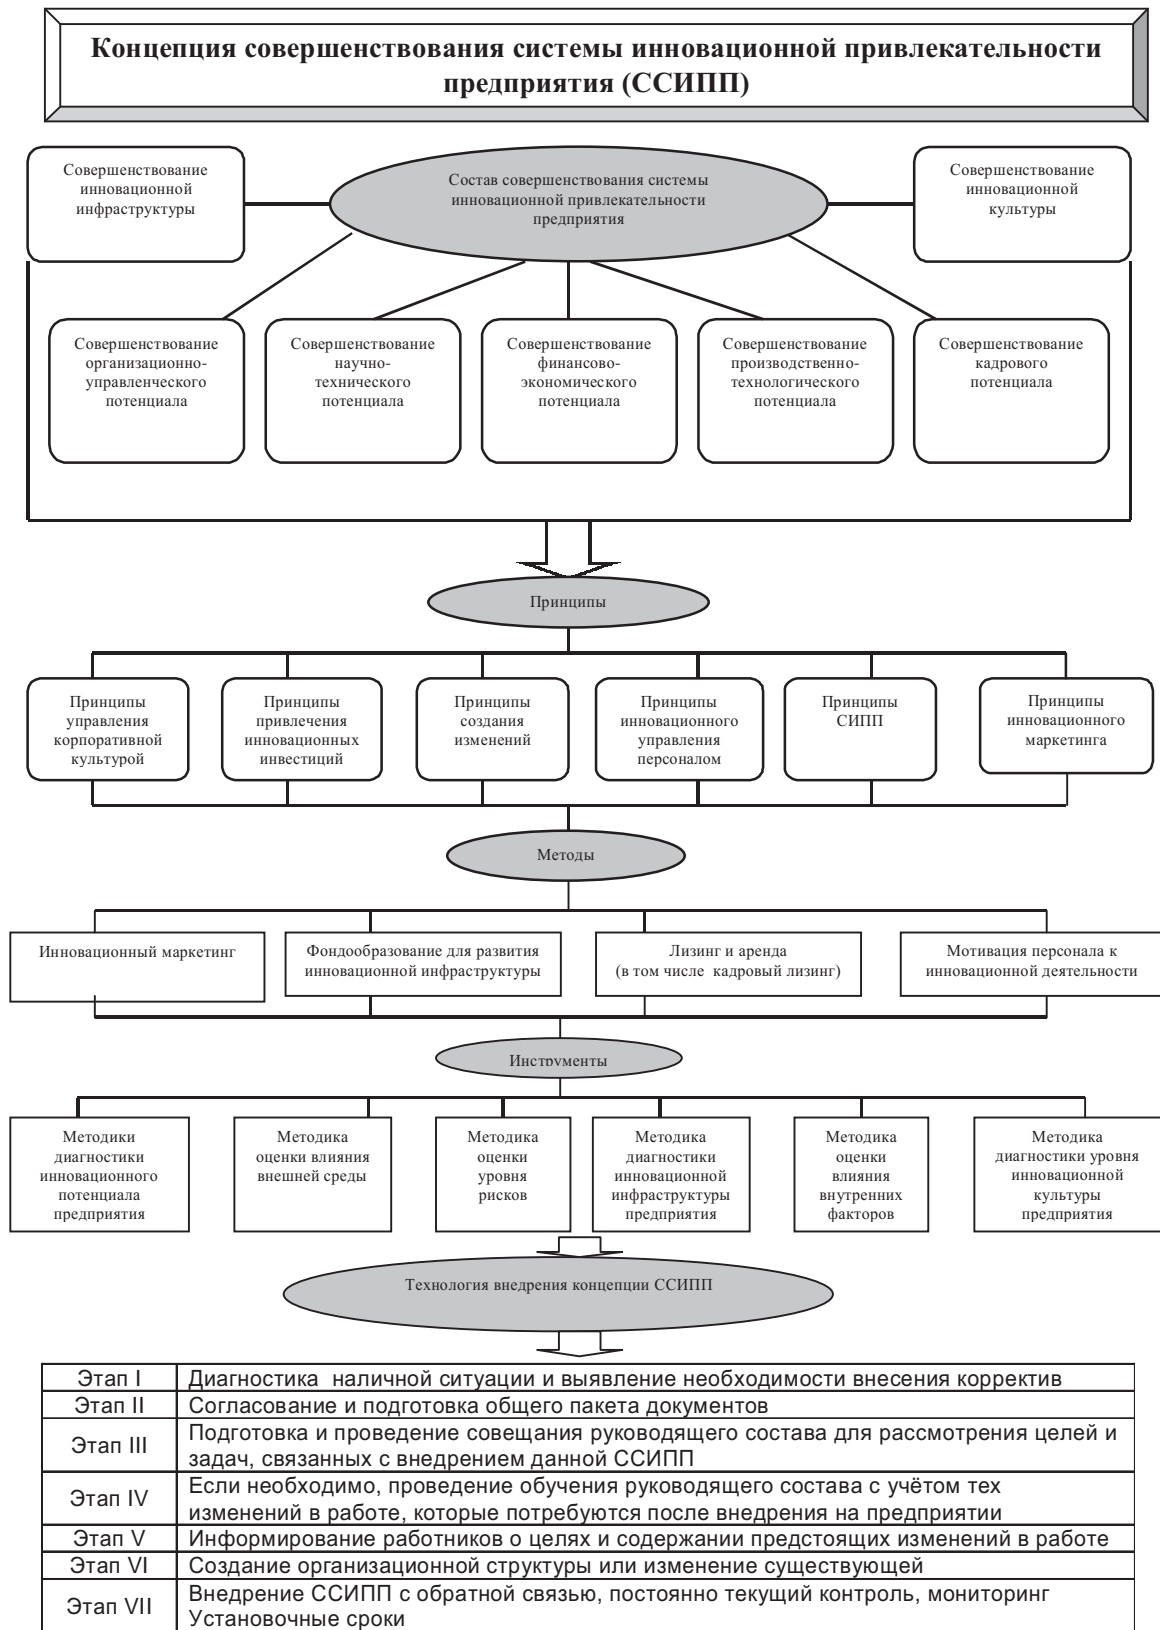 Концепция совершенствования системы инновационной привлекательности
предприятия (ССИПП)
Совершенствование
инновационной
инфраструктуры
Состав совершенствования системы
инновационной привлекательности
предприятия
Совершенствование
инновационной
культуры
Совершенствование
организационно-
управленческого
потенциала
Совершенствование
научно-
технического
потенциала
Совершенствование
финансово-
экономического
потенциала
Совершенствование
производственно-
технологического
потенциала
Совершенствование
кадрового
потенциала
Принципы
Принципы
управления
корпоративной
культурой
Принципы
привлечения
инновационных
инвестиций
Принципы
создания
изменений
Принципы
инновационного
управления
персоналом
Принципы
СИПП
Принципы
инновационного
маркетинга
Методы
Инновационный маркетинг
Фондообразование для развития
инновационной инфраструктуры
Лизинг и аренда
(в том числе кадровый лизинг)
Мотивация персонала к
инновационной деятельности
Инструменты
Методики
диагностики
инновационного
потенциала
предприятия
Методика
оценки влияния
внешней среды
Методика
оценки
уровня
рисков
Методика
диагностики
инновационной
инфраструктуры
предприятия
Методика
оценки
влияния
внутренних
факторов
Методика
диагностики уровня
инновационной
культуры
предприятия
Технология внедрения концепции ССИПП
Этап I Диагностика наличной ситуации и выявление необходимости внесения корректив
Этап II Согласование и подготовка общего пакета документов
Этап III Подготовка и проведение совещания руководящего состава для рассмотрения целей и
задач, связанных с внедрением данной ССИПП
Этап IV Если необходимо, проведение обучения руководящего состава с учётом тех
изменений в работе, которые потребуются после внедрения на предприятии
Этап V Информирование работников о целях и содержании предстоящих изменений в работе
Этап VI Создание организационной структуры или изменение существующей
Этап VII Внедрение ССИПП с обратной связью, постоянно текущий контроль, мониторинг
Установочные сроки